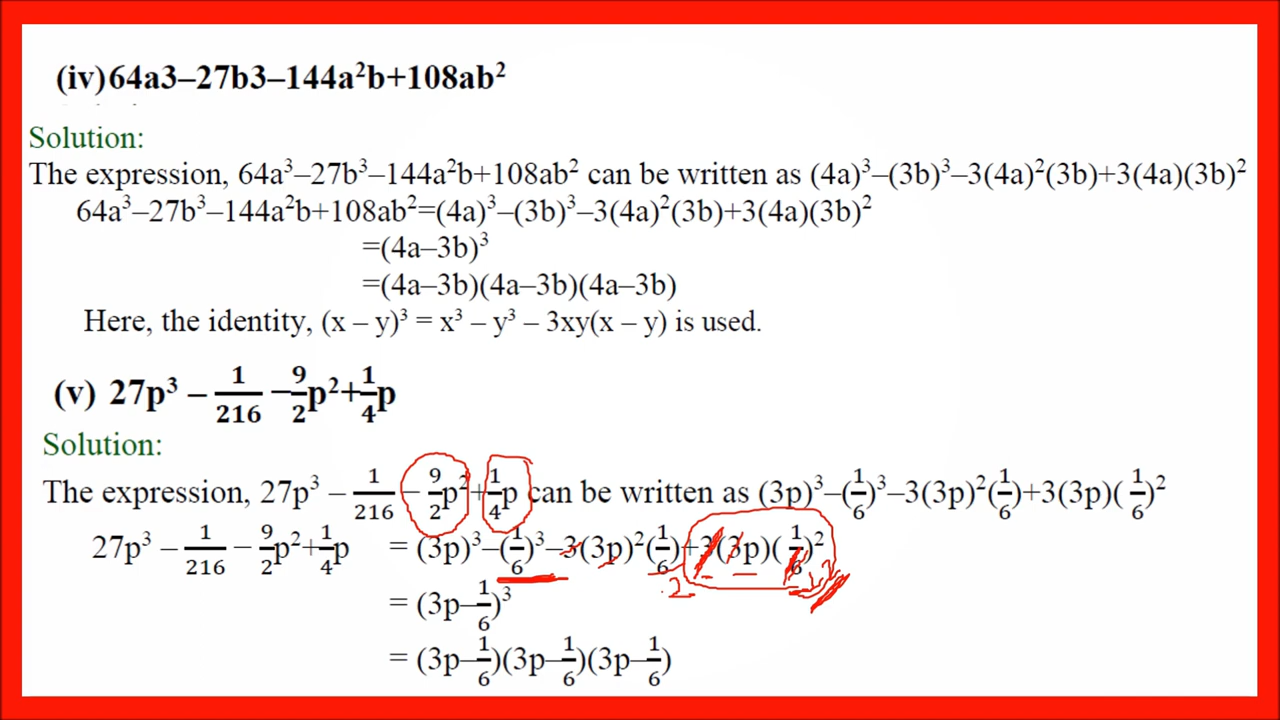 (iv) 64a3–27b3–144a²b+108ab²
Solution:
The expression, 64a³–27b³–144a²b+108ab² can be written as (4a)³–(3b)³–3(4a)²(3b)+3(4a)(3b)²
64a³–27b³–144a²b+108ab²=(4a)³–(3b)³–3(4a)²(3b)+3(4a)(3b)²
=(4a–3b)³
=(4a–3b)(4a–3b)(4a–3b)
Here, the identity, (x – y)³ = x³ – y³ – 3xy(x – y) is used.
(v) 27p³ – 1/216 – 9/2p²+1/4p
Solution:
The expression, 27p³ – 1/216 – 9/2p²+1/4p can be written as (3p)³–(1/6)³–3(3p)²(1/6)+3(3p)(1/6)²
27p³ – 1/216 – 9/2p²+1/4p = (3p)³–(1/6)³–3(3p)²(1/6)+3(3p)(1/6)²
= (3p–1/6)³
= (3p–1/6)(3p–1/6)(3p–1/6)